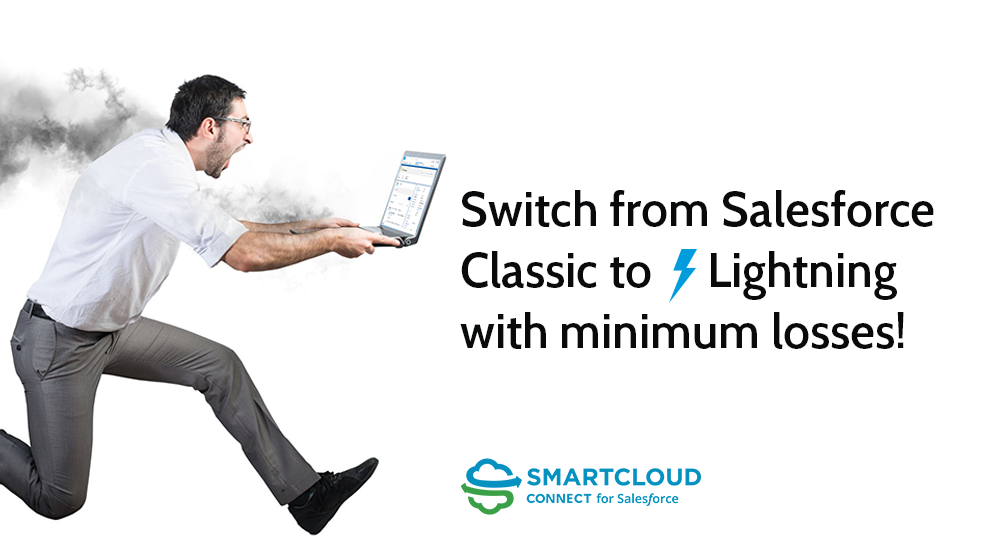 Switch from Salesforce
Classic to Lightning
with minimum losses!
SMARTCLOUD
CONNECT for Salesforce